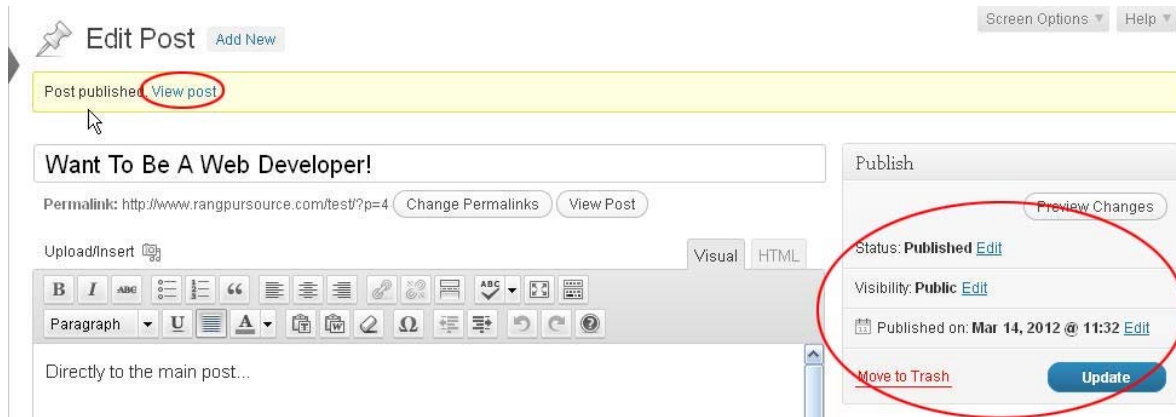 Screen Options Help
Edit Post Add New
Post published. View post
Want To Be A Web Developer!
Permalink: http://www.rangpursource.com/test/?p=4 Change Permalinks View Post
Upload/Insert
Visual HTML
B I ABC ABC
Paragraph U A T W Ω
Directly to the main post...
Publish
Preview Changes
Status: Published Edit
Visibility: Public Edit
Published on: Mar 14, 2012 @ 11:32 Edit
Move to Trash Update